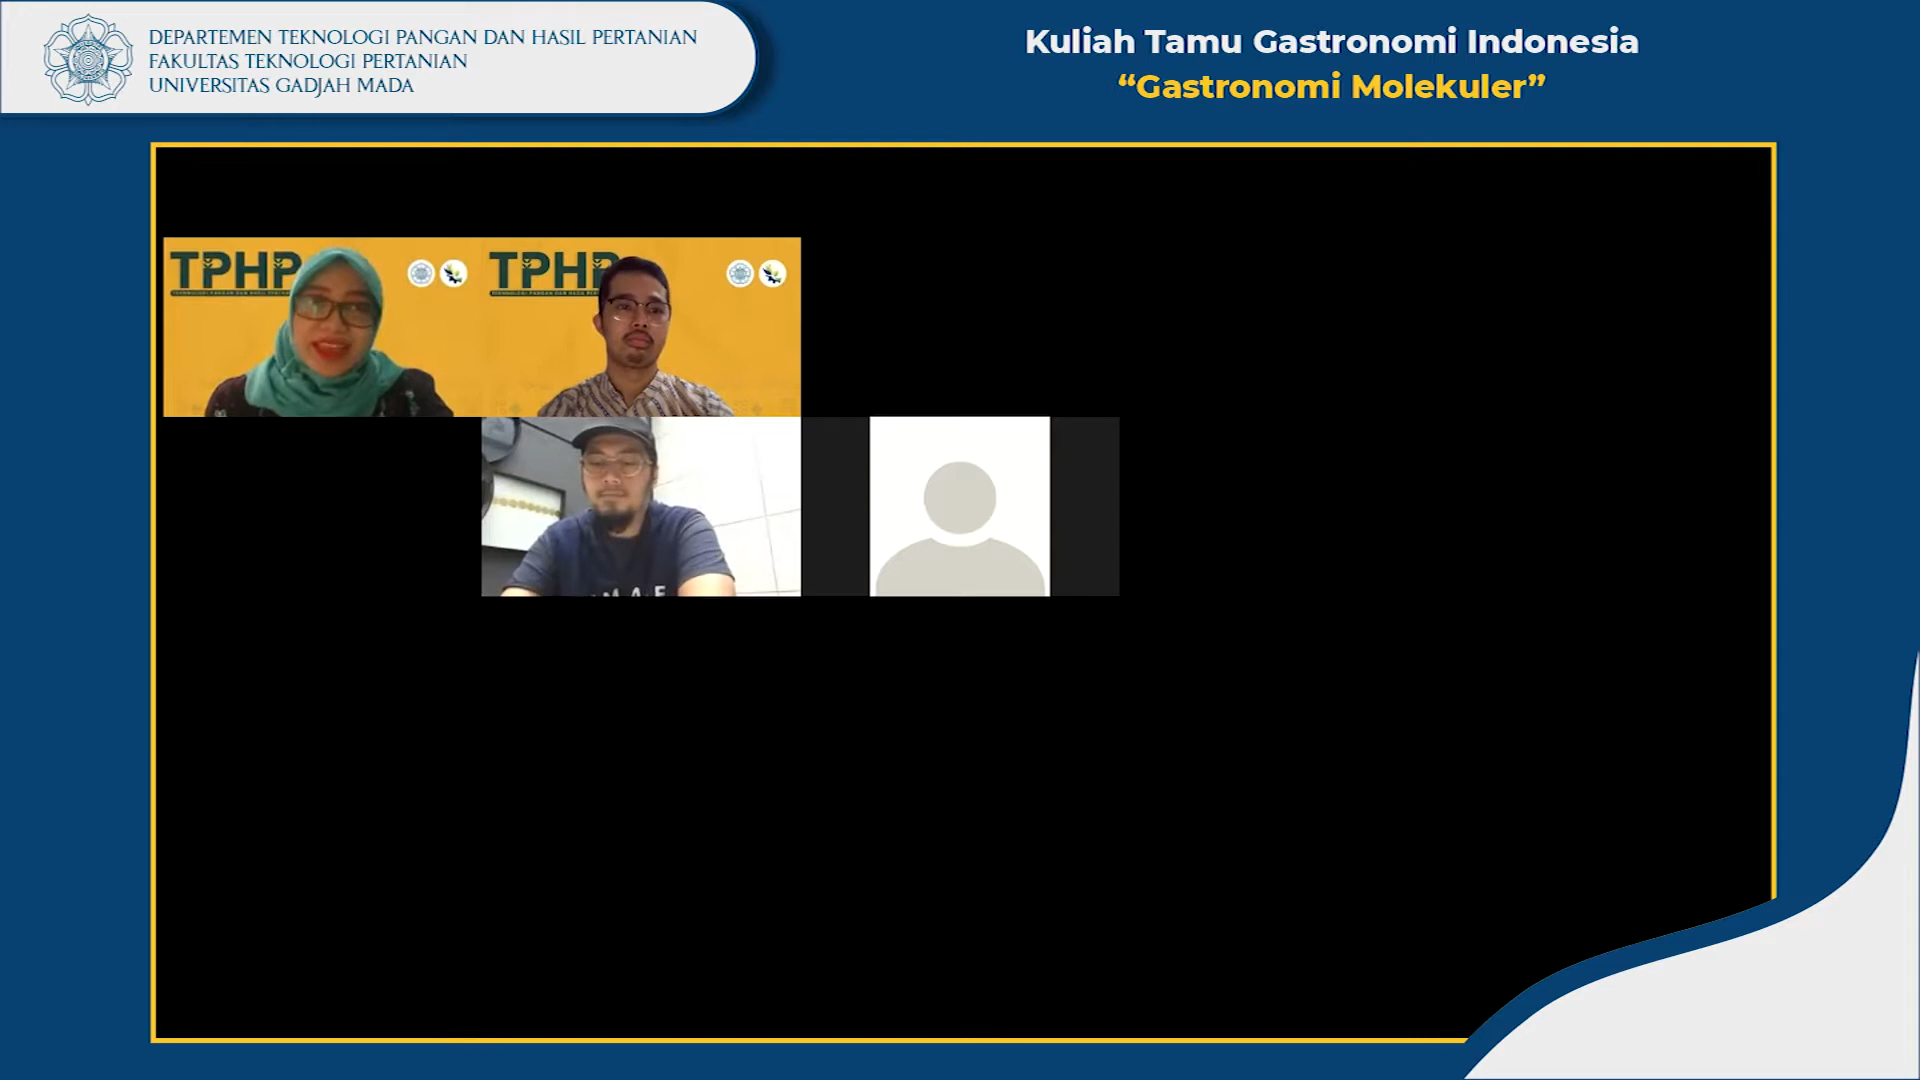 DEPARTEMEN TEKNOLOGI PANGAN DAN HASIL PERTANIAN
FAKULTAS TEKNOLOGI PERTANIAN
UNIVERSITAS GADJAH MADA
Kuliah Tamu Gastronomi Indonesia
“Gastronomi Molekuler”
TPHP
TPHP